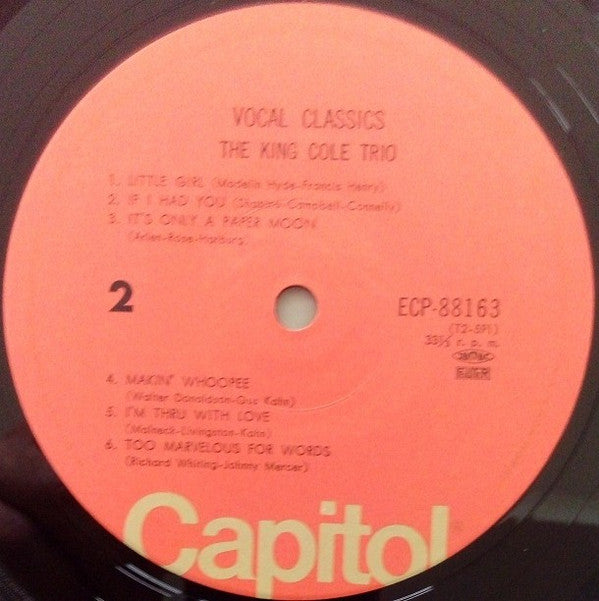 VOCAL CLASSICS
THE KING COLE TRIO
1. LITTLE GIRL (Madelin Hyde-Francis Henry)
2. IF I HAD YOU (Shapiro-Campbell-Connelly)
3. IT'S ONLY A PAPER MOON
(Arlen-Rose-Harburg)
2
ECP-88163
(T2-591)
33⅓ r. p. m.
4. MAKIN' WHOOPEE
(Walter Donaldson-Gus Kahn)
5. I'M THRU WITH LOVE
(Malneck-Livingston-Kahn)
6. TOO MARVELOUS FOR WORDS
(Richard Whiting-Johnny Mercer)
Capitol